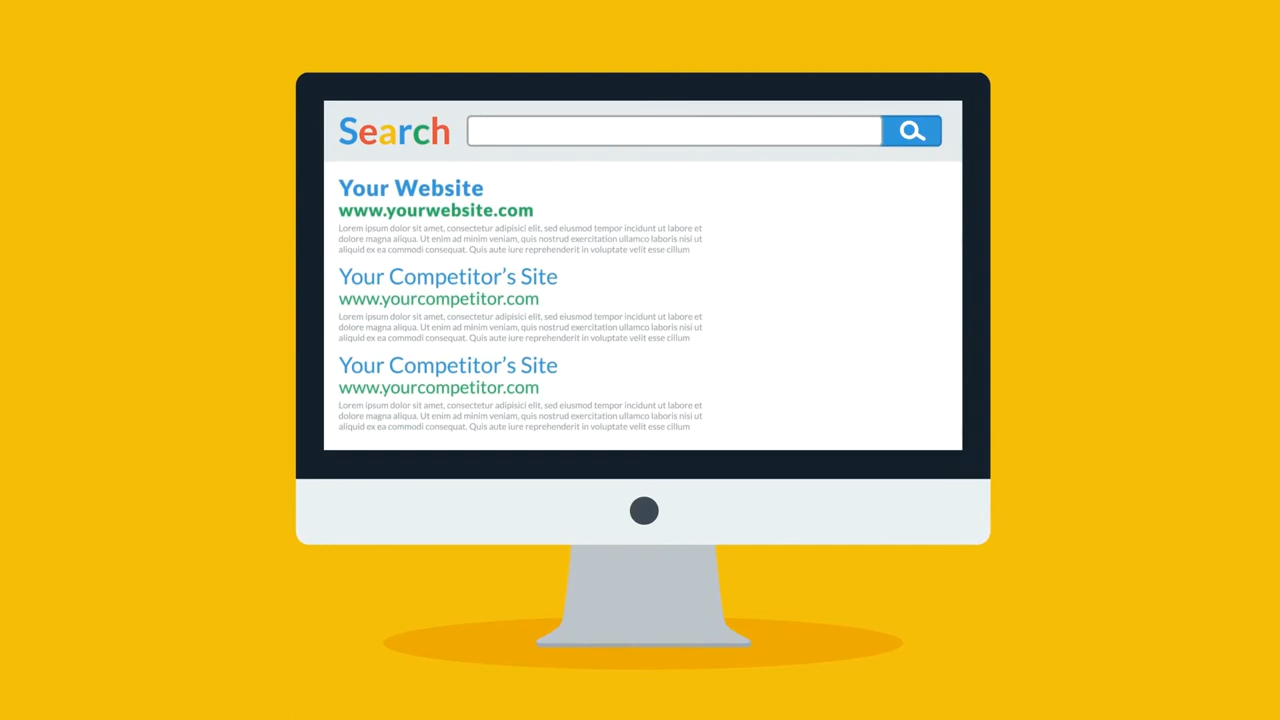 Search
Your Website
www.yourwebsite.com
Lorem ipsum dolor sit amet, consectetur adipisici elit, sed eiusmod tempor incidunt ut labore et
dolore magna aliqua. Ut enim ad minim veniam, quis nostrud exercitation ullamco laboris nisi ut
aliquid ex ea commodi consequat. Quis aute iure reprehenderit in voluptate velit esse cillum
Your Competitor’s Site
www.yourcompetitor.com
Lorem ipsum dolor sit amet, consectetur adipisici elit, sed eiusmod tempor incidunt ut labore et
dolore magna aliqua. Ut enim ad minim veniam, quis nostrud exercitation ullamco laboris nisi ut
aliquid ex ea commodi consequat. Quis aute iure reprehenderit in voluptate velit esse cillum
Your Competitor’s Site
www.yourcompetitor.com
Lorem ipsum dolor sit amet, consectetur adipisici elit, sed eiusmod tempor incidunt ut labore et
dolore magna aliqua. Ut enim ad minim veniam, quis nostrud exercitation ullamco laboris nisi ut
aliquid ex ea commodi consequat. Quis aute iure reprehenderit in voluptate velit esse cillum